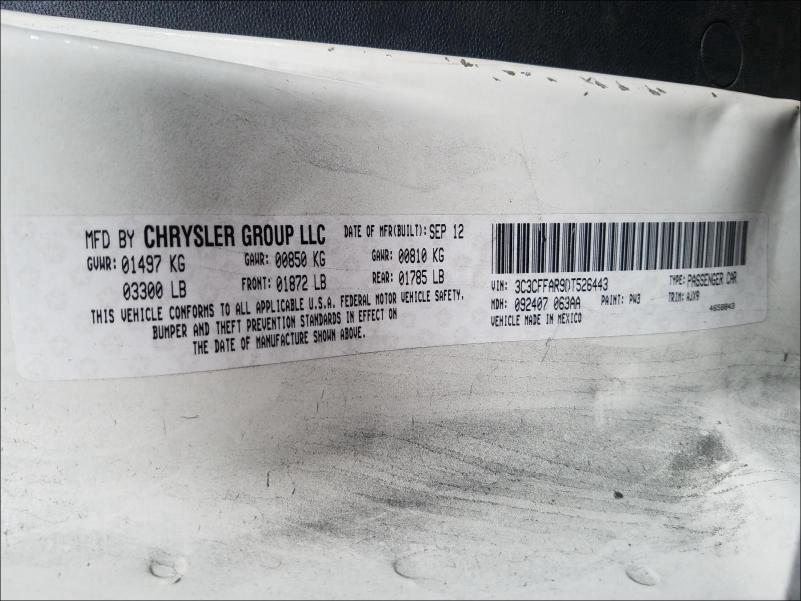 MFD BY CHRYSLER GROUP LLC DATE OF MFR(BUILT): SEP 12
GVWR: 01497 KG GAWR: 00850 KG GAWR: 00810 KG
03300 LB FRONT: 01872 LB REAR: 01785 LB
THIS VEHICLE CONFORMS TO ALL APPLICABLE U.S.A. FEDERAL MOTOR VEHICLE SAFETY,
BUMPER AND THEFT PREVENTION STANDARDS IN EFFECT ON
THE DATE OF MANUFACTURE SHOWN ABOVE.
VIN: 3C3CFFAR9DT526443 TYPE: PASSENGER CAR
MDH: 092407 063AA PAINT: PW3 TRIM: AJX9
VEHICLE MADE IN MEXICO 4658843